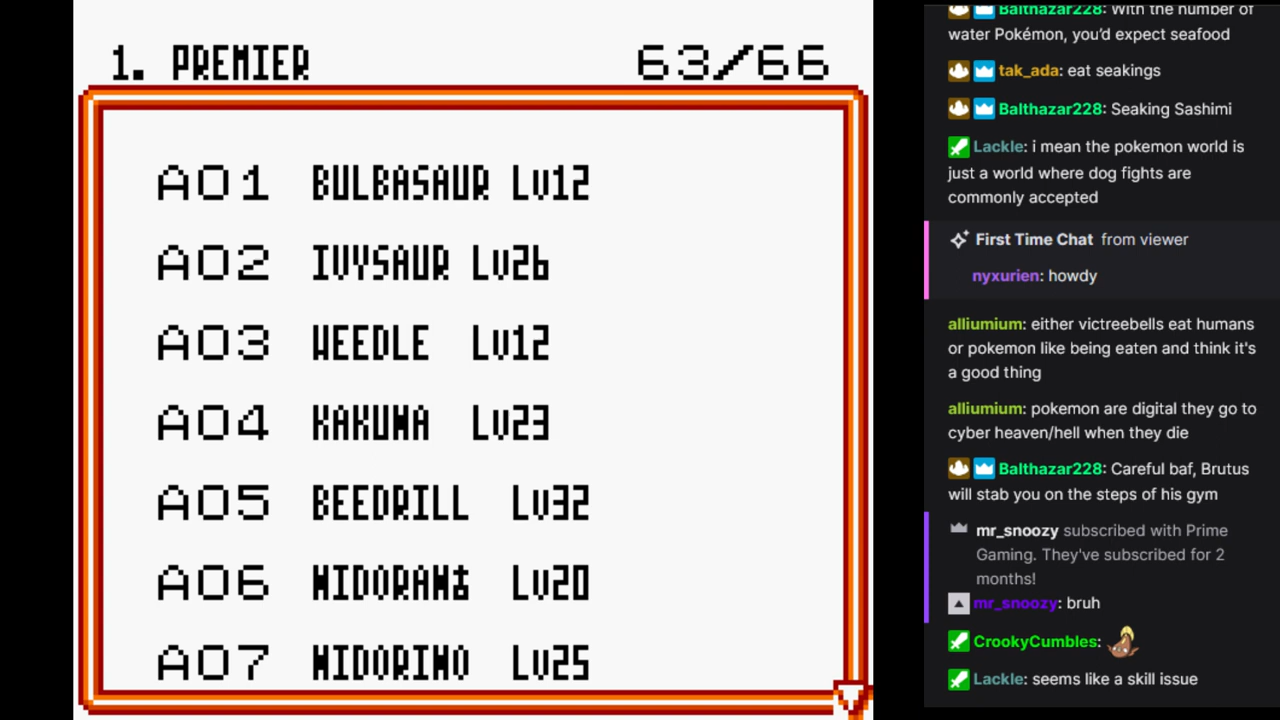 1. PREMIER 63/66
A01 BULBASAUR Lv12
A02 IVYSAUR Lv26
A03 WEEDLE Lv12
A04 KAKUNA Lv23
A05 BEEDRILL Lv32
A06 NIDORAN♂ Lv20
A07 NIDORINO Lv25
Balthazar228: With the number of
water Pokémon, you'd expect seafood
tak_ada: eat seakings
Balthazar228: Seaking Sashimi
Lackle: i mean the pokemon world is
just a world where dog fights are
commonly accepted
First Time Chat from viewer
nyxurien: howdy
alliumium: either victreebells eat humans
or pokemon like being eaten and think it's
a good thing
alliumium: pokemon are digital they go to
cyber heaven/hell when they die
Balthazar228: Careful baf, Brutus
will stab you on the steps of his gym
mr_snoozy subscribed with Prime
Gaming. They've subscribed for 2
months!
mr_snoozy: bruh
CrookyCumbles:
Lackle: seems like a skill issue